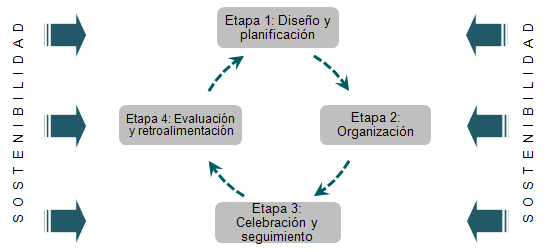 SOSTENIBILIDAD
Etapa 1: Diseño y
planificación
Etapa 4: Evaluación
y retroalimentación
Etapa 2:
Organización
Etapa 3:
Celebración y
seguimiento
SOSTENIBILIDAD